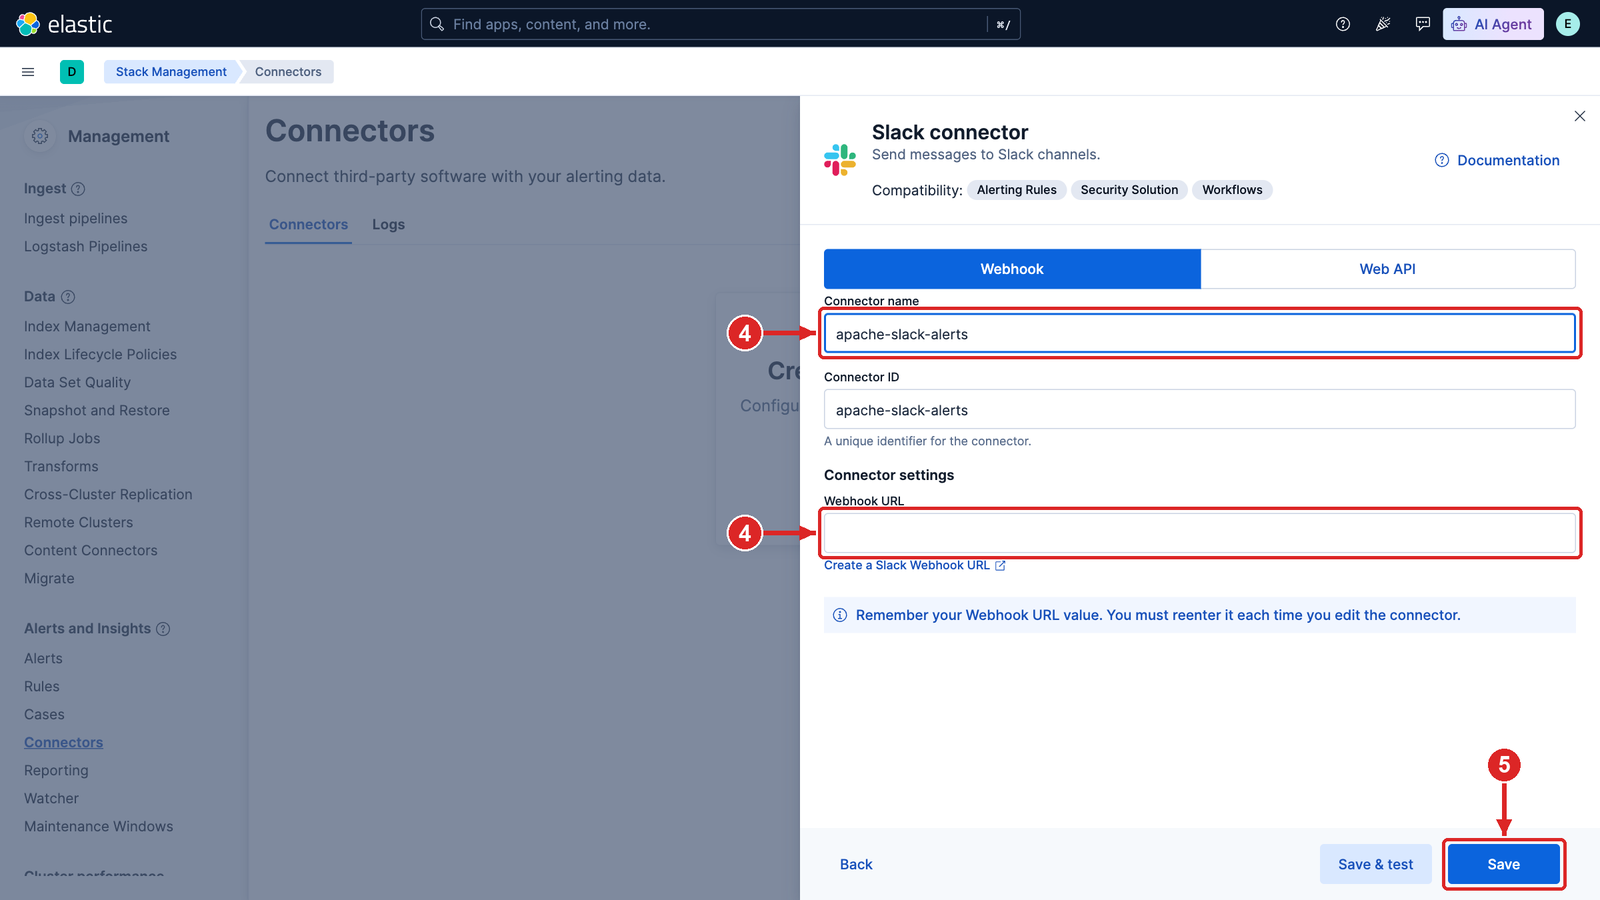 elastic
Find apps, content, and more.
⌘/
AI Agent
E
D
Stack Management
Connectors
Management
Ingest
Ingest pipelines
Logstash Pipelines
Data
Index Management
Index Lifecycle Policies
Data Set Quality
Snapshot and Restore
Rollup Jobs
Transforms
Cross-Cluster Replication
Remote Clusters
Content Connectors
Migrate
Alerts and Insights
Alerts
Rules
Cases
Connectors
Reporting
Watcher
Maintenance Windows
Cluster performance
Connectors
Connect third-party software with your alerting data.
Connectors
Logs
Cre
Configu
Slack connector
Send messages to Slack channels.
Compatibility: Alerting Rules Security Solution Workflows
Documentation
Webhook
Web API
Connector name
4
apache-slack-alerts
Connector ID
apache-slack-alerts
A unique identifier for the connector.
Connector settings
Webhook URL
4
Create a Slack Webhook URL
Remember your Webhook URL value. You must reenter it each time you edit the connector.
5
Back
Save & test
Save